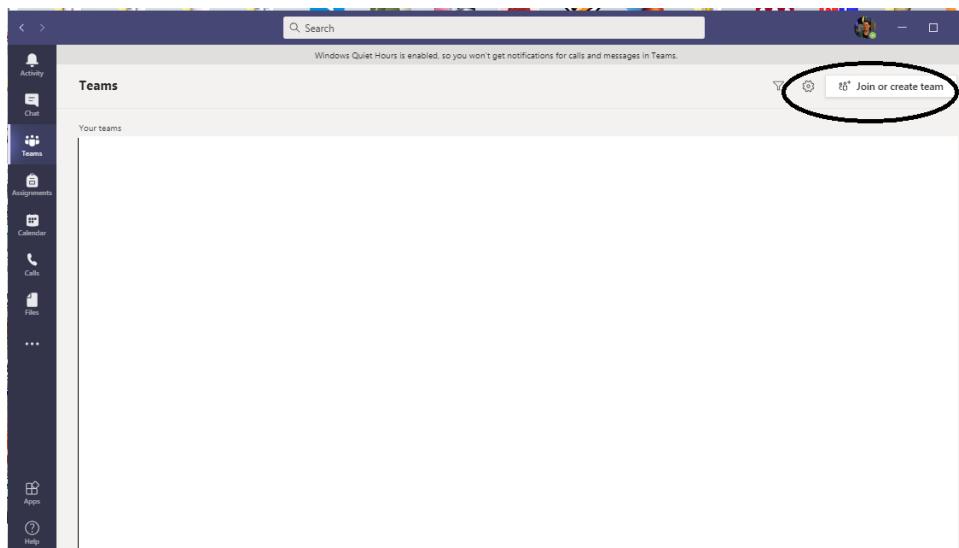 Search
Windows Quiet Hours is enabled, so you won't get notifications for calls and messages in Teams.
Activity
Teams
Join or create team
Chat
Your teams
Teams
Assignments
Calendar
Calls
Files
Apps
Help